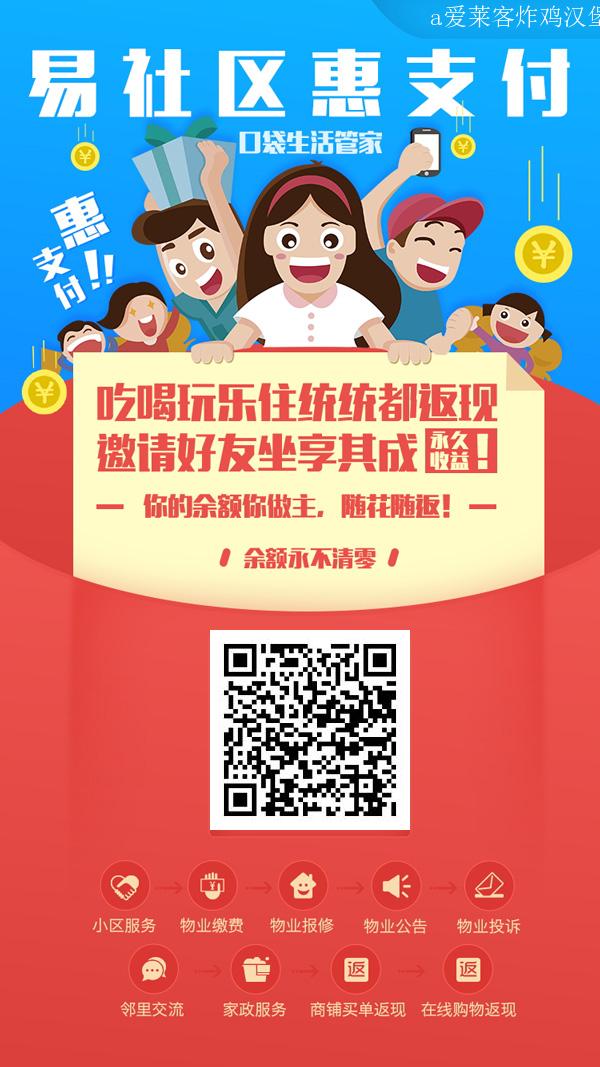 a爱莱客炸鸡汉堡
易社区惠支付
口袋生活管家
惠
支付!!
吃喝玩乐住统统都返现
邀请好友坐享其成 永久收益!
你的余额你做主,随花随返!
余额永不清零
小区服务 物业缴费 物业报修 物业公告 物业投诉
邻里交流 家政服务 商铺买单返现 在线购物返现
返 返